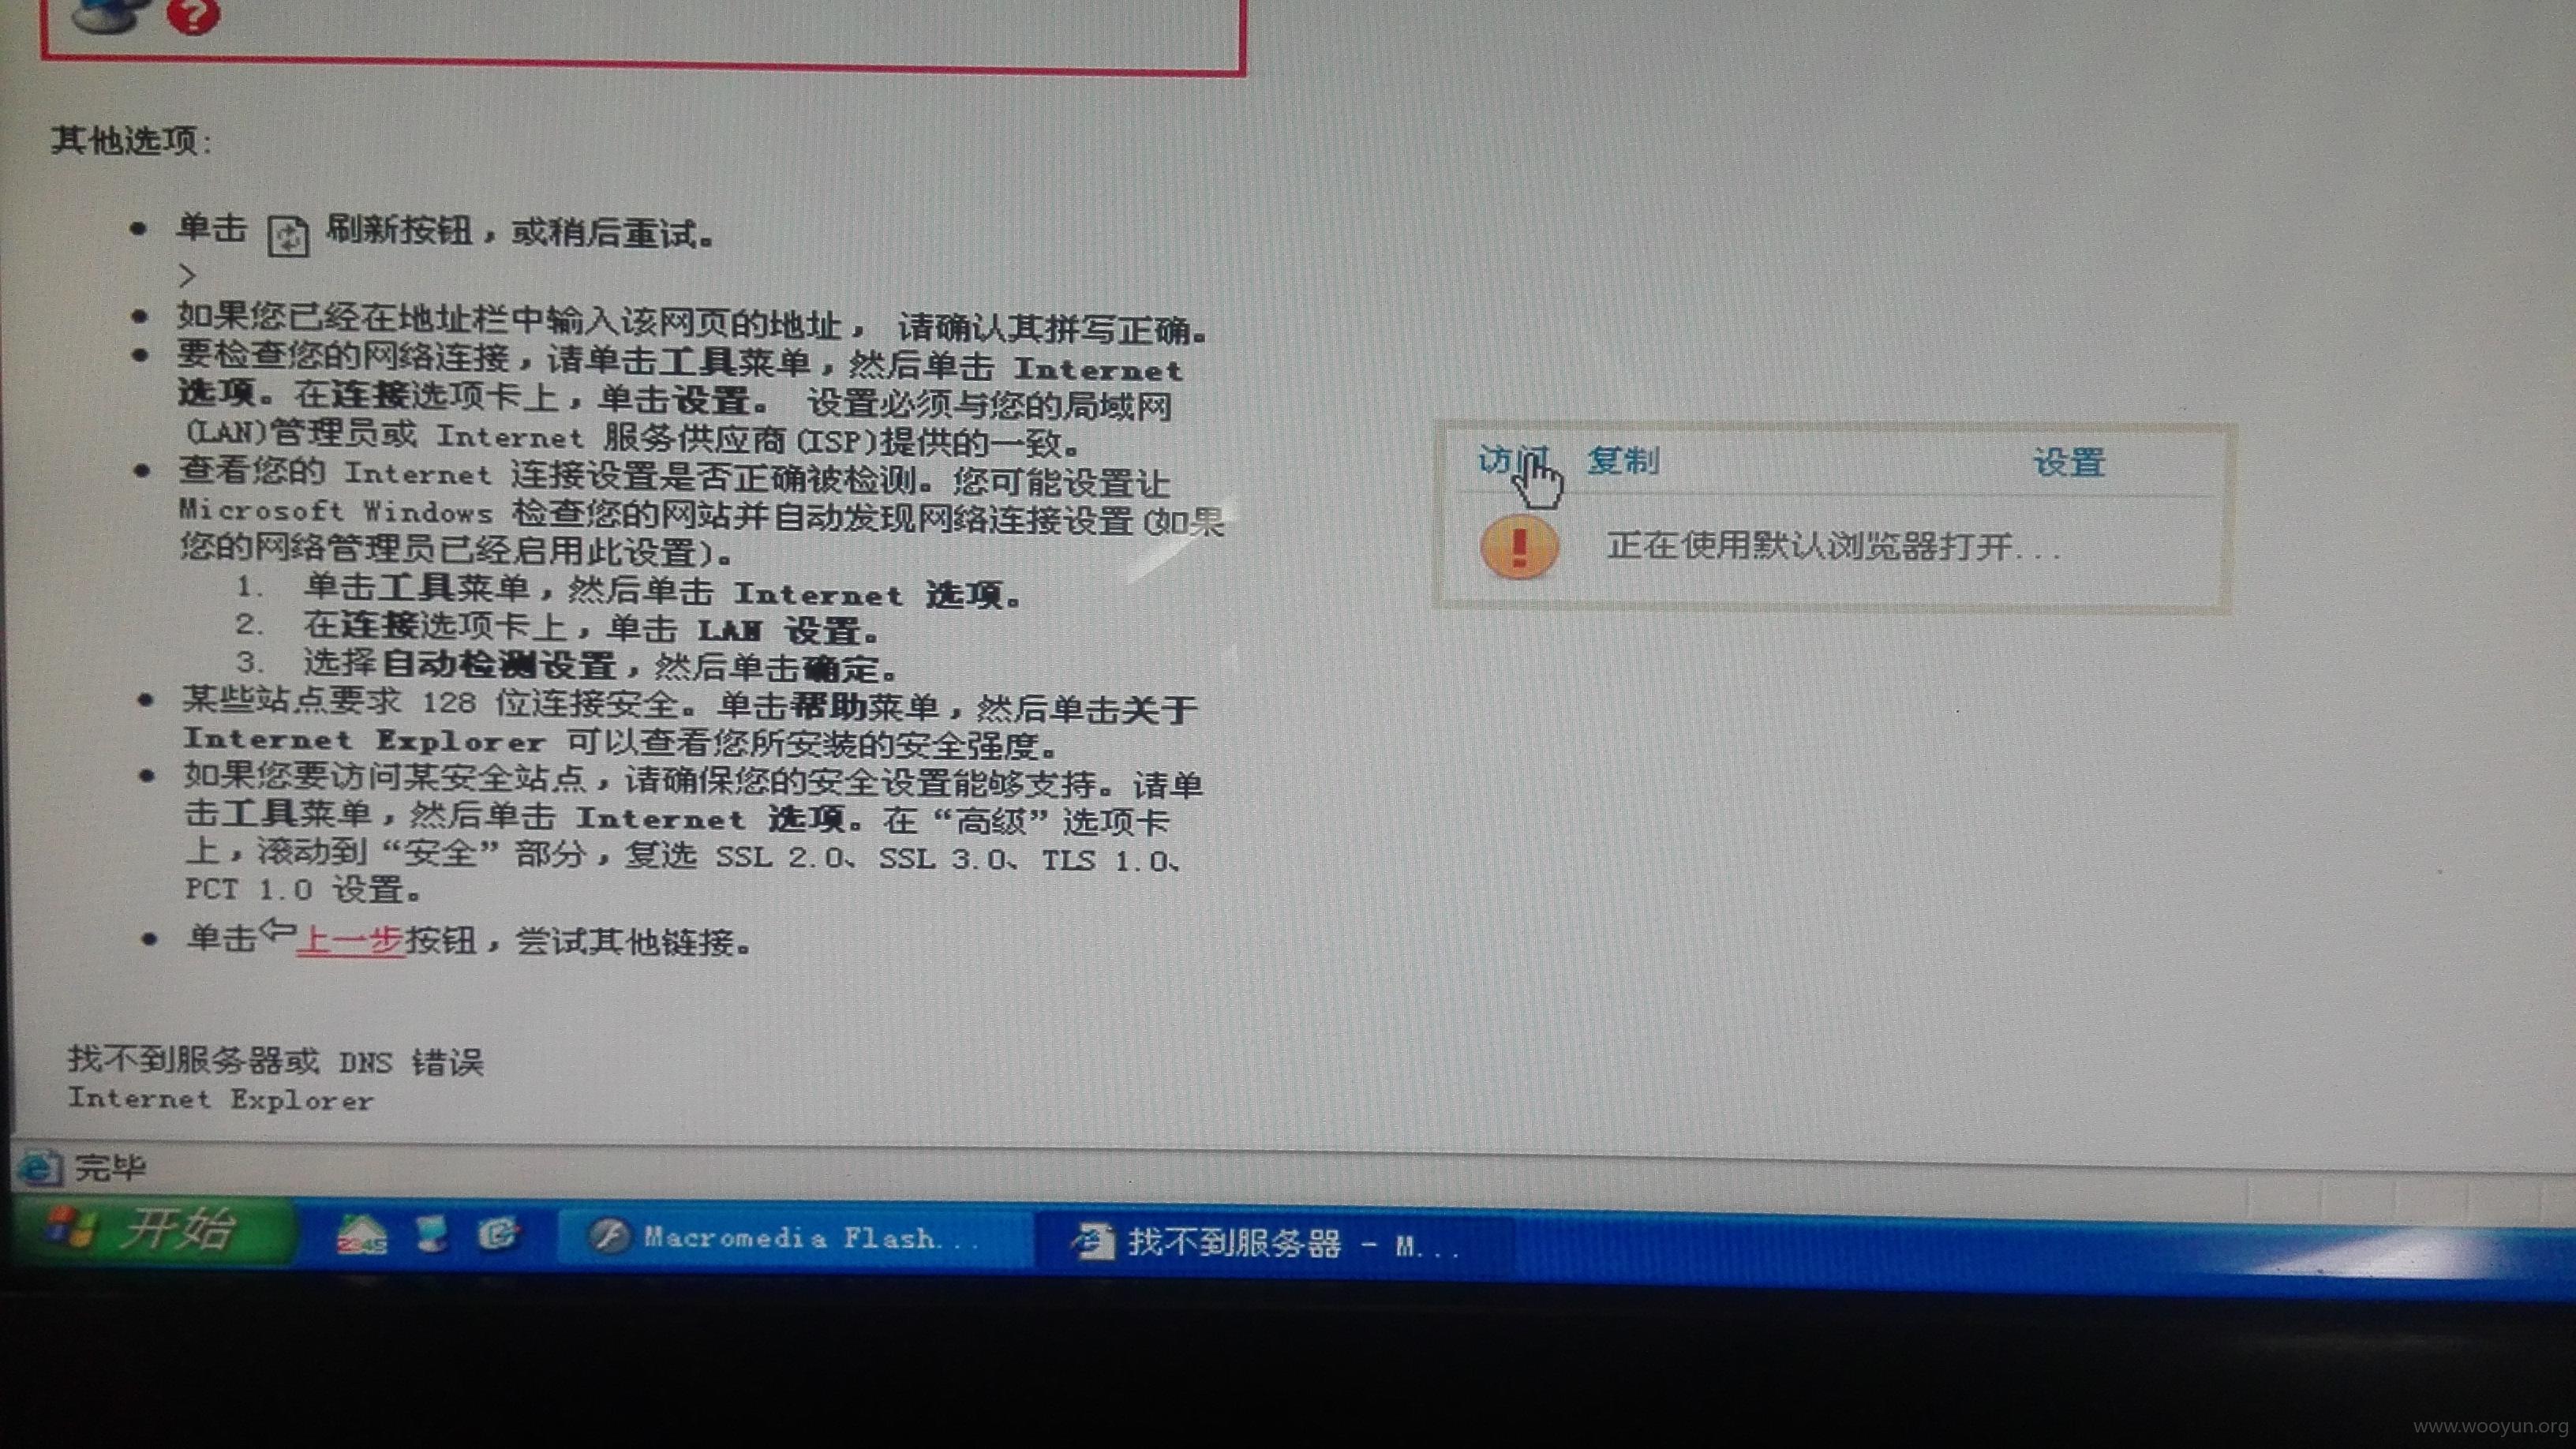 其他选项:
单击 刷新按钮，或稍后重试。
>
如果您已经在地址栏中输入该网页的地址， 请确认其拼写正确。
要检查您的网络连接，请单击工具菜单，然后单击 Internet
选项。在连接选项卡上，单击设置。 设置必须与您的局域网
(LAN)管理员或 Internet 服务供应商(ISP)提供的一致。
查看您的 Internet 连接设置是否正确被检测。您可能设置让
Microsoft Windows 检查您的网站并自动发现网络连接设置(如果
您的网络管理员已经启用此设置)。
1. 单击工具菜单，然后单击 Internet 选项。
2. 在连接选项卡上，单击 LAN 设置。
3. 选择自动检测设置，然后单击确定。
某些站点要求 128 位连接安全。单击帮助菜单，然后单击关于
Internet Explorer 可以查看您所安装的安全强度。
如果您要访问某安全站点，请确保您的安全设置能够支持。请单
击工具菜单，然后单击 Internet 选项。在“高级”选项卡
上，滚动到“安全”部分，复选 SSL 2.0、SSL 3.0、TLS 1.0、
PCT 1.0 设置。
单击上一步按钮，尝试其他链接。
找不到服务器或 DNS 错误
Internet Explorer
访问 复制 设置
正在使用默认浏览器打开...
完毕
开始 2345 Macromedia Flash... 找不到服务器 - M...
www.wooyun.org